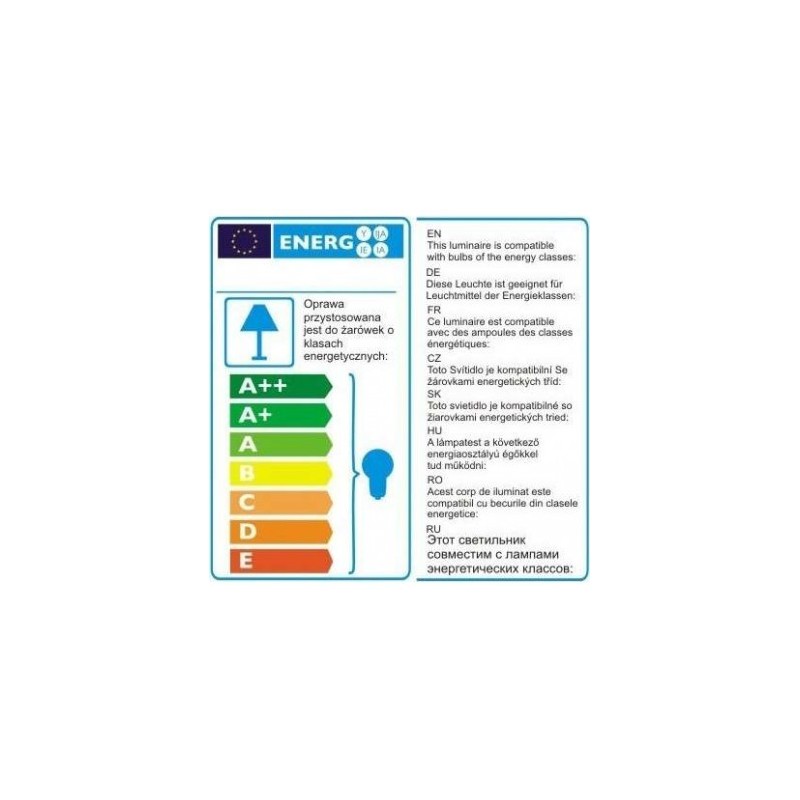 ENERG Y IJA
IE IA
Oprawa
przystosowana
jest do żarówek o
klasach
energetycznych:
A++
A+
A
B
C
D
E
EN
This luminaire is compatible
with bulbs of the energy classes:
DE
Diese Leuchte ist geeignet für
Leuchtmittel der Energieklassen:
FR
Ce luminaire est compatible
avec des ampoules des classes
énergétiques:
CZ
Toto Svítidlo je kompatibilní Se
žárovkami energetických tříd:
SK
Toto svietidlo je kompatibilné so
žiarovkami energetických tried:
HU
A lámpatest a következő
energiaosztályú égőkkel
tud működni:
RO
Acest corp de iluminat este
compatibil cu becurile din clasele
energetice:
RU
Этот светильник
совместим с лампами
энергетических классов: